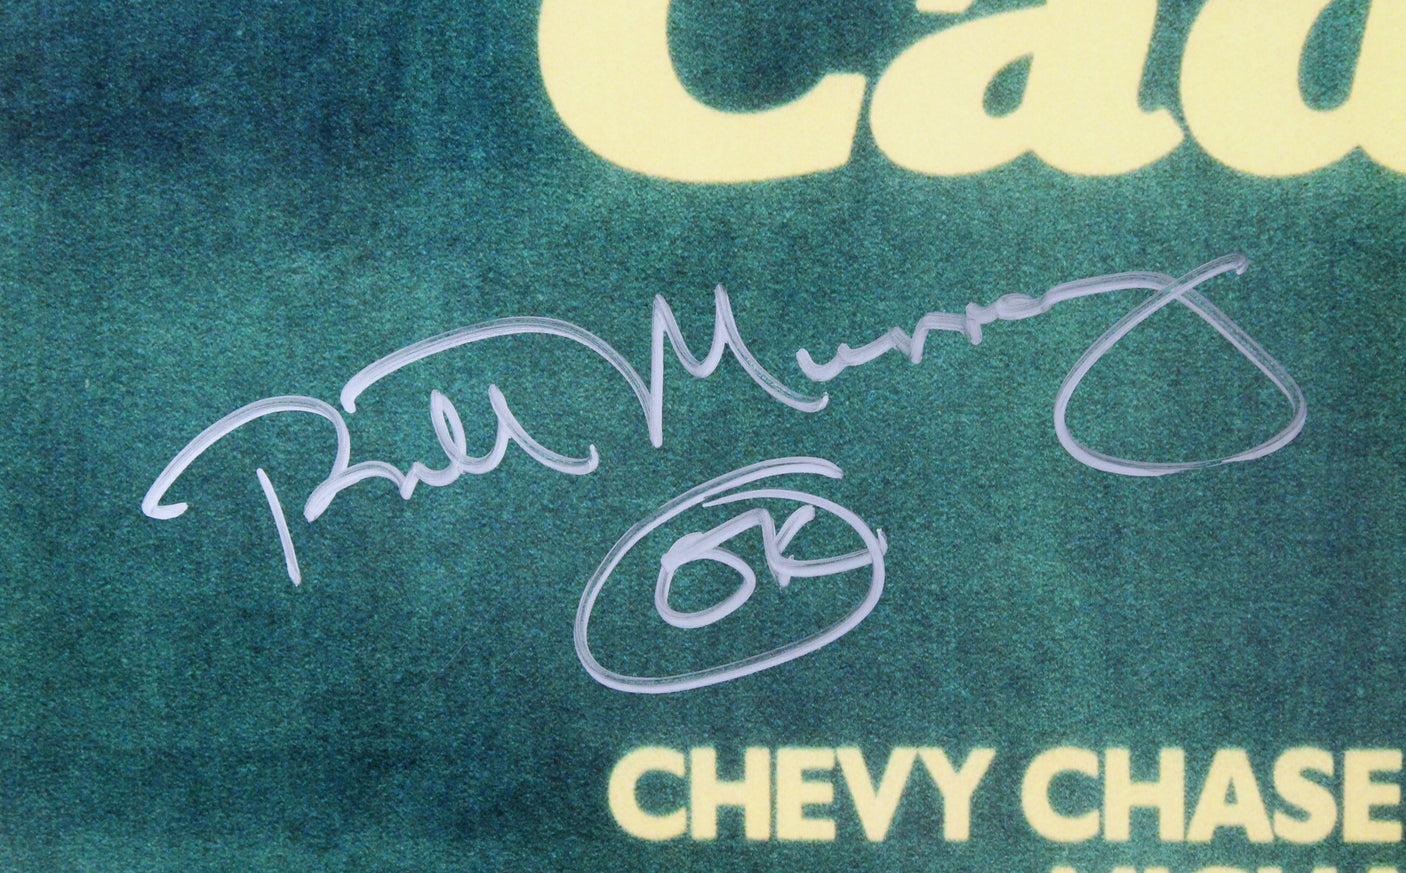 Cad
Bill Murray
OK
CHEVY CHASE